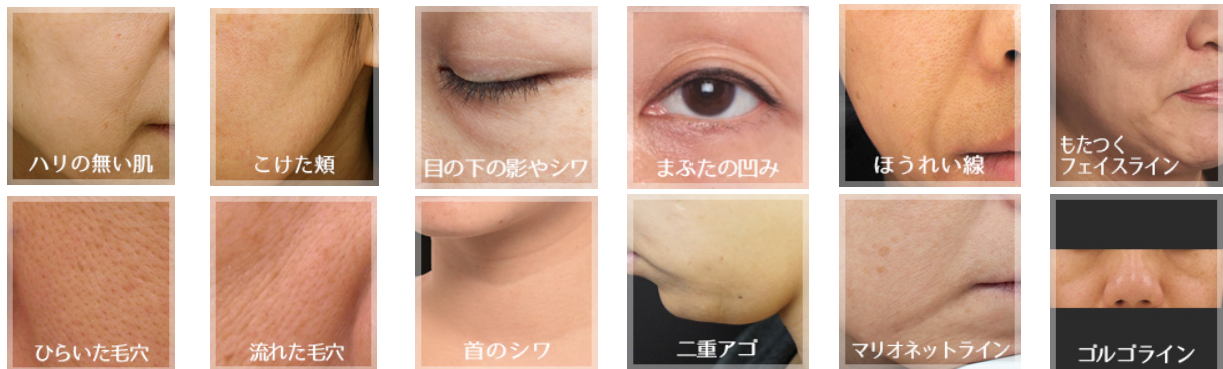 ハリの無い肌
こけた頬
目の下の影やシワ
まぶたの凹み
ほうれい線
もたつく
フェイスライン
ひらいた毛穴
流れた毛穴
首のシワ
二重アゴ
マリオネットライン
ゴルゴライン